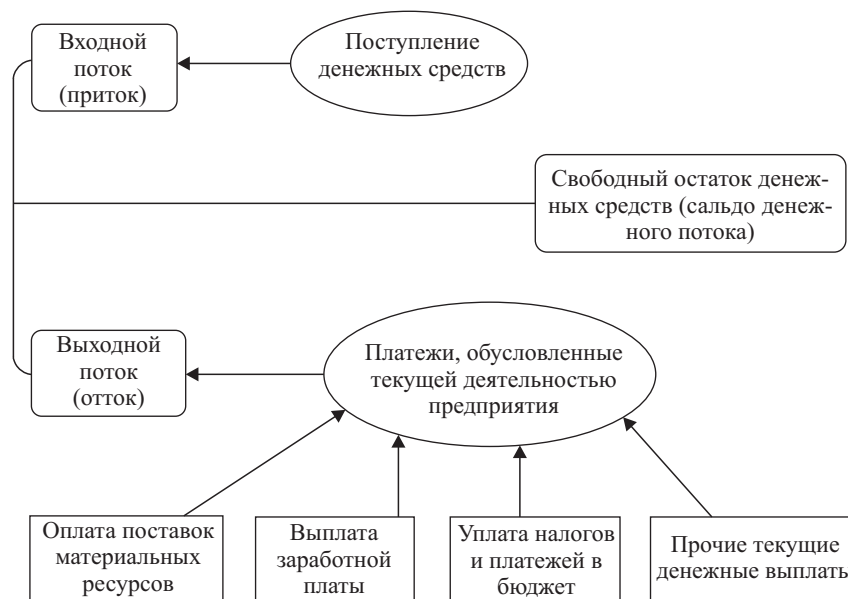 Входной
поток
(приток)
Поступление
денежных средств
Свободный остаток денеж-
ных средств (сальдо денеж-
ного потока)
Выходной
поток
(отток)
Платежи, обусловленные
текущей деятельностью
предприятия
Оплата поставок
материальных
ресурсов
Выплата
заработной
платы
Уплата налогов
и платежей в
бюджет
Прочие текущие
денежные выплаты